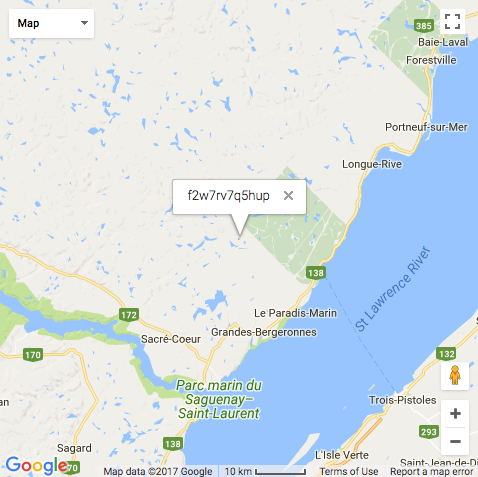 Map
385
Baie-Laval
Forestville
Portneuf-sur-Mer
Longue-Rive
f2w7rv7q5hup
138
St Lawrence River
172
Le Paradis-Marin
Grandes-Bergeronnes
Sacré-Coeur
170
132
Parc marin du
Saguenay–
Saint-Laurent
Trois-Pistoles
293
138
Sagard
170
L'Isle Verte
Saint-Jean-de-Di
Google
Map data ©2017 Google
10 km
Terms of Use
Report a map error